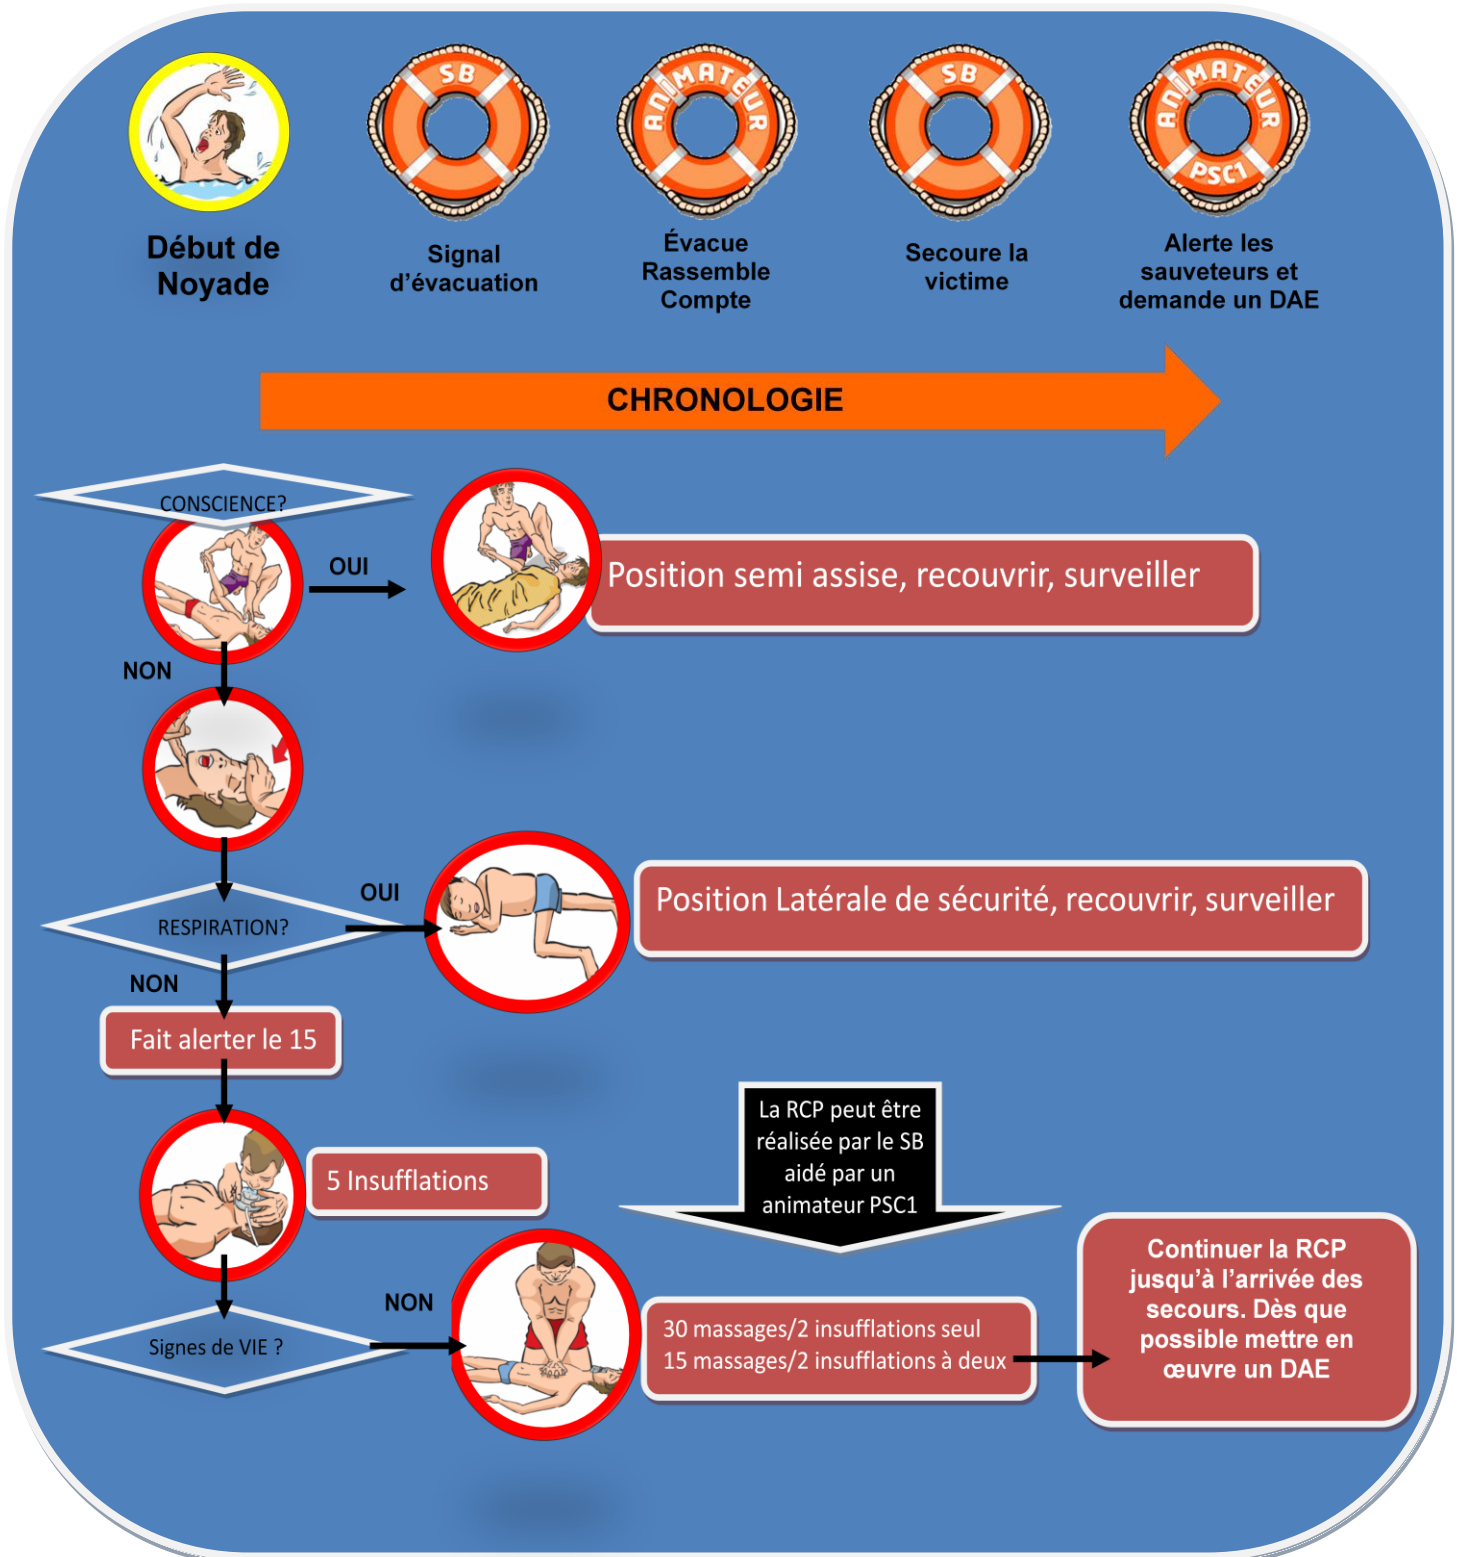 SB
ANIMATEUR
SB
ANIMATEUR
PSC1
Début de
Noyade
Signal
d’évacuation
Évacue
Rassemble
Compte
Secoure la
victime
Alerte les
sauveteurs et
demande un DAE
CHRONOLOGIE
CONSCIENCE?
OUI
Position semi assise, recouvrir, surveiller
NON
RESPIRATION?
OUI
Position Latérale de sécurité, recouvrir, surveiller
NON
Fait alerter le 15
5 Insufflations
La RCP peut être
réalisée par le SB
aidé par un
animateur PSC1
Signes de VIE ?
NON
30 massages/2 insufflations seul
15 massages/2 insufflations à deux
Continuer la RCP
jusqu’à l’arrivée des
secours. Dès que
possible mettre en
œuvre un DAE